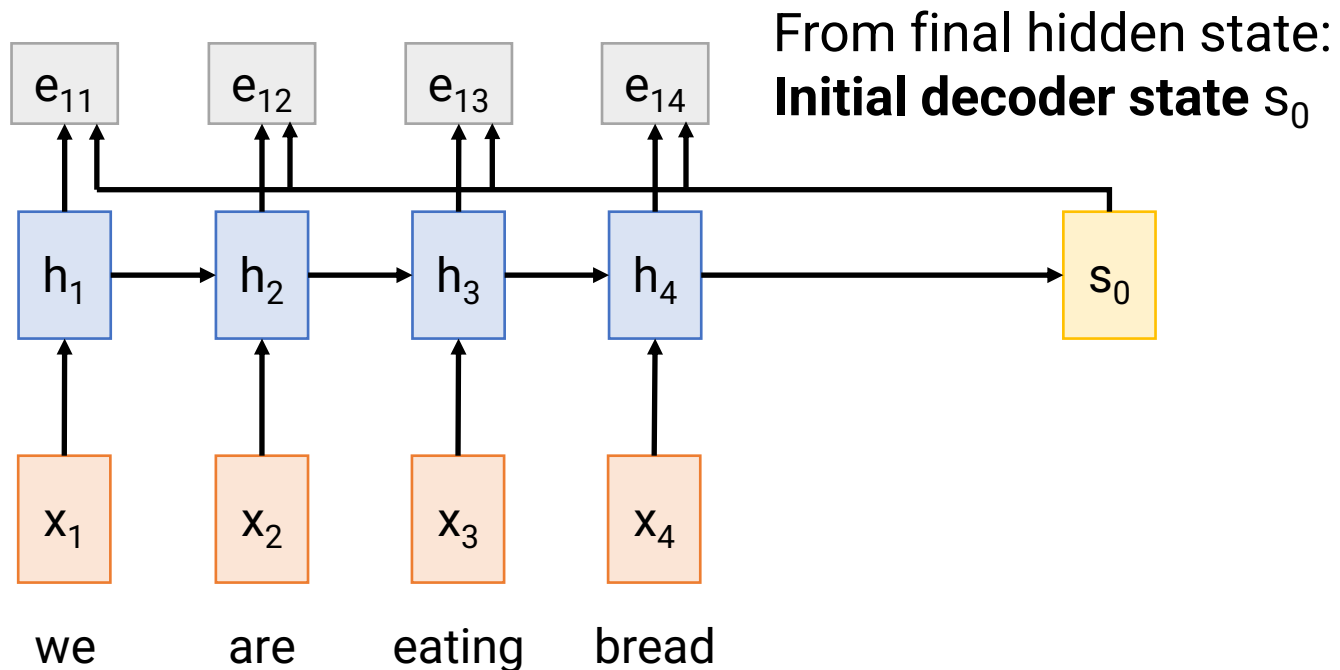 From final hidden state:
Initial decoder state s₀
e₁₁ e₁₂ e₁₃ e₁₄
h₁ h₂ h₃ h₄ s₀
x₁ x₂ x₃ x₄
we are eating bread